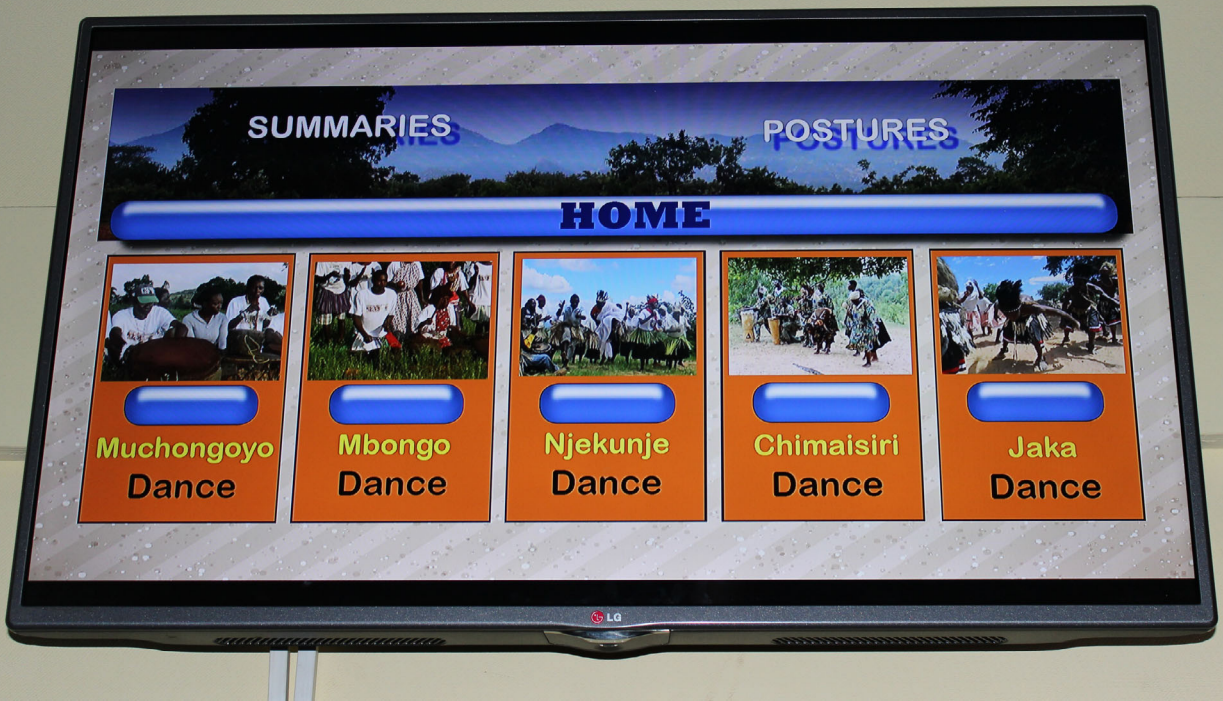 SUMMARIES
POSTURES
HOME
Muchongoyo
Dance
Mbongo
Dance
Njekunje
Dance
Chimaisiri
Dance
Jaka
Dance
LG